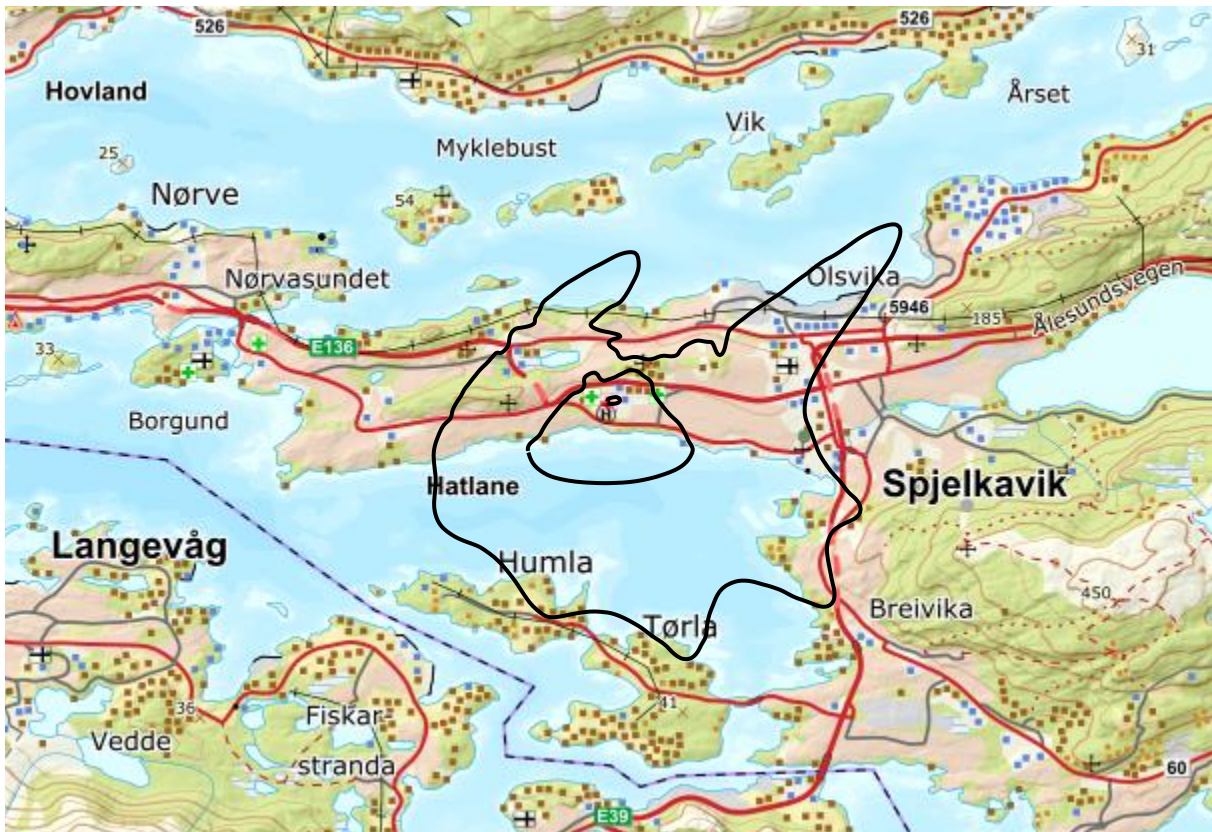 526
526
31
Hovland
Årset
Vik
Myklebust
25
Nørve
54
Olsvika
Nørvasundet
Ålesundsvegen
5946
185
E136
33
Borgund
H
Hatlane
Spjelkavik
Langevåg
Humla
450
Breivika
Tørla
41
36
Fiskar-
stranda
Vedde
60
E39